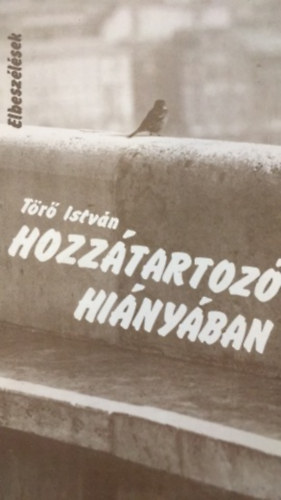 Elbeszélések
Törő István
HOZZÁTARTOZÓ
HIÁNYÁBAN